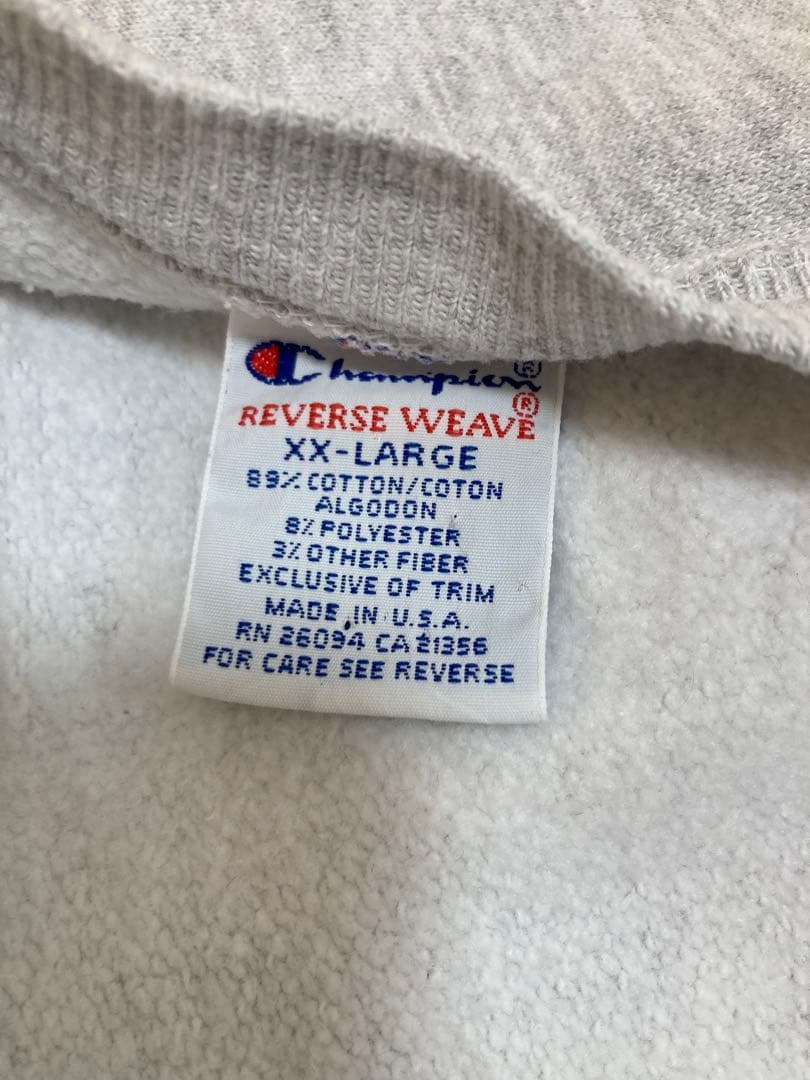 Champion®
REVERSE WEAVE®
XX-LARGE
89% COTTON/COTON
ALGODON
8% POLYESTER
3% OTHER FIBER
EXCLUSIVE OF TRIM
MADE IN U.S.A.
RN 26094 CA 21356
FOR CARE SEE REVERSE